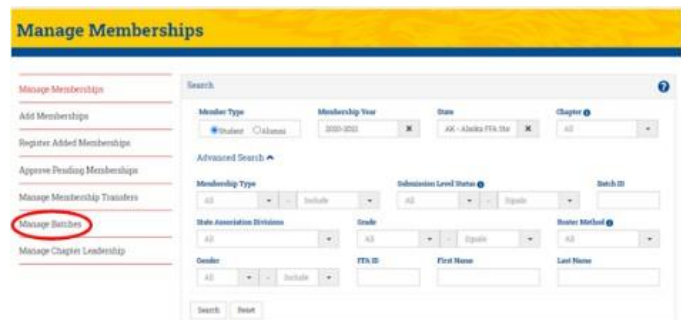 Manage Memberships
Manage Memberships
Add Memberships
Register Added Memberships
Approve Pending Memberships
Manage Membership Transfers
Manage Batches
Manage Chapter Leadership
Search
Member Type Membership Year State Chapter
Student Alumni 2020-2021 AK - Alaska FFA Sta All
Advanced Search
Membership Type Submission Level Status Batch ID
All - Include All - Equals
State Association Divisions Grade Roster Method
All All - Equals All
Gender FFA ID First Name Last Name
All - Include
Search Reset